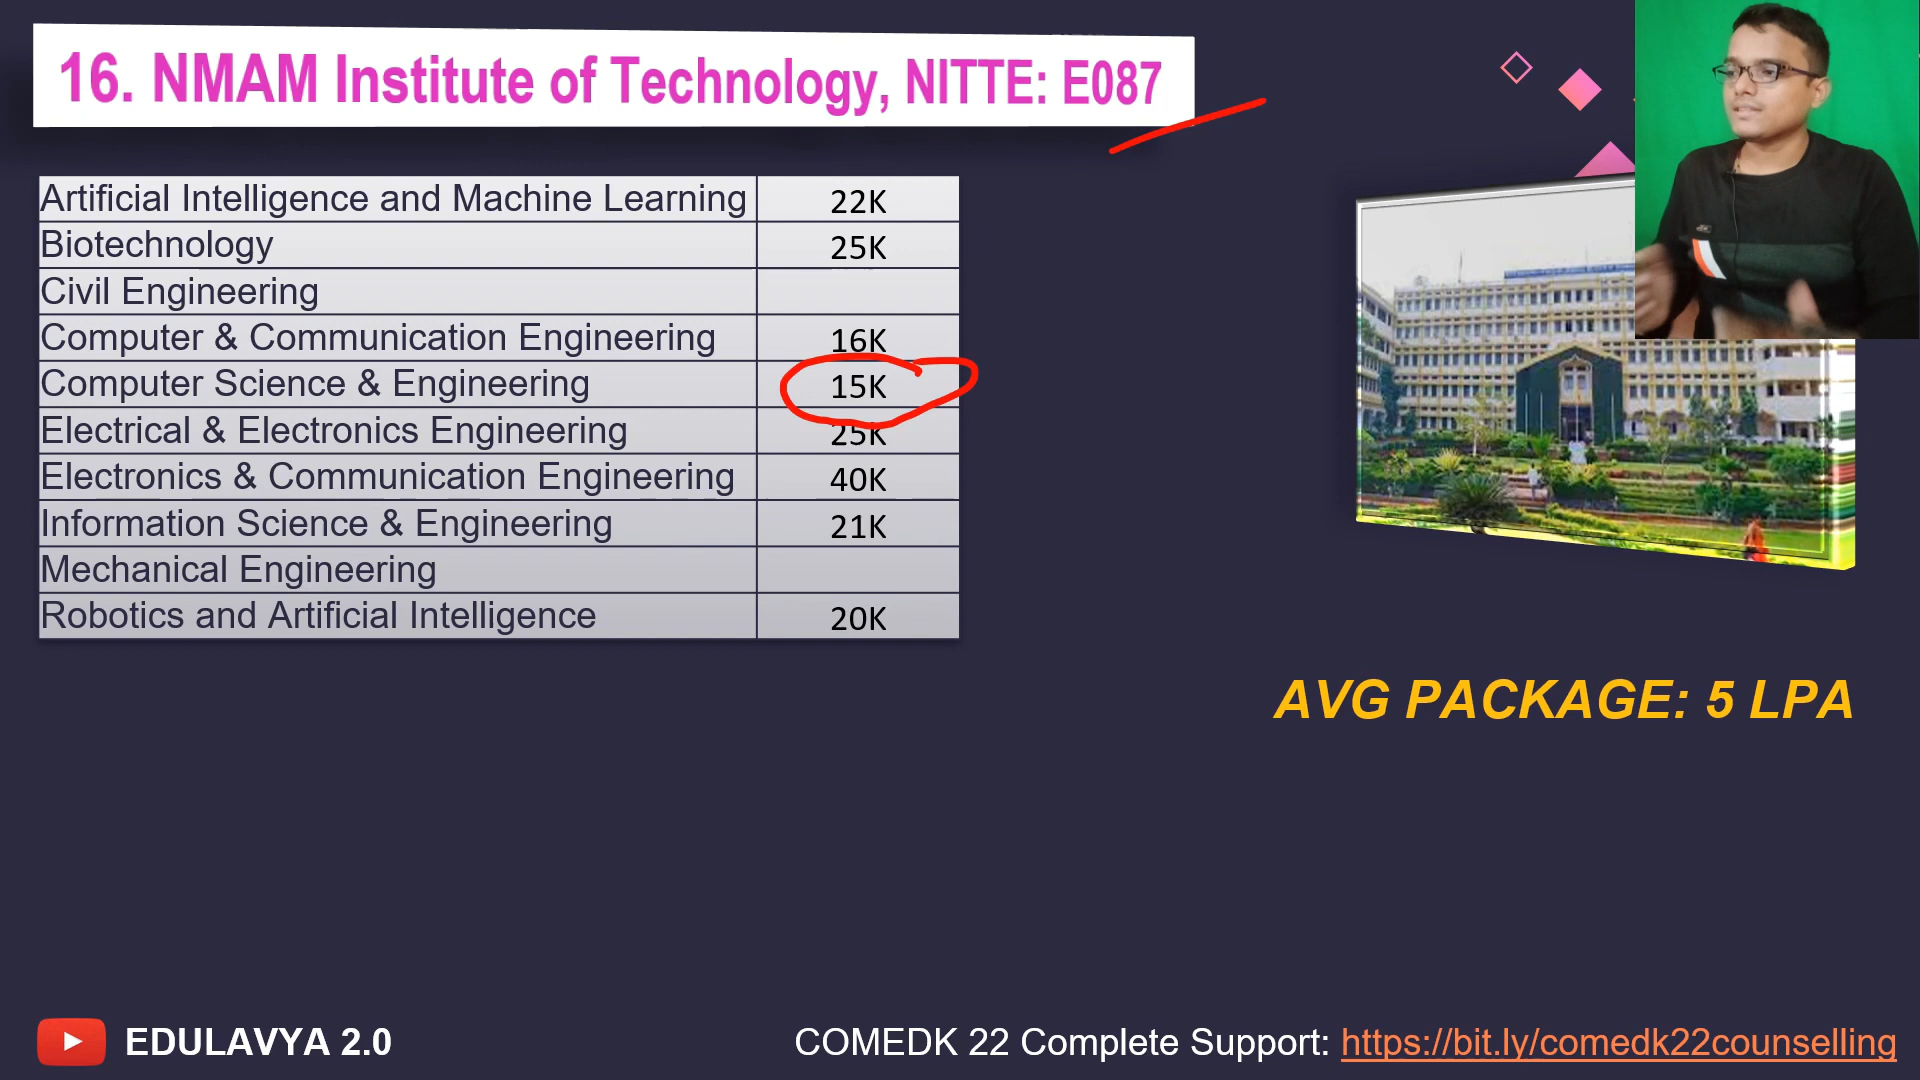 16. NMAM Institute of Technology, NITTE: E087
Artificial Intelligence and Machine Learning 22K
Biotechnology 25K
Civil Engineering
Computer & Communication Engineering 16K
Computer Science & Engineering 15K
Electrical & Electronics Engineering 25K
Electronics & Communication Engineering 40K
Information Science & Engineering 21K
Mechanical Engineering
Robotics and Artificial Intelligence 20K
AVG PACKAGE: 5 LPA
EDULAVYA 2.0
COMEDK 22 Complete Support: https://bit.ly/comedk22counselling